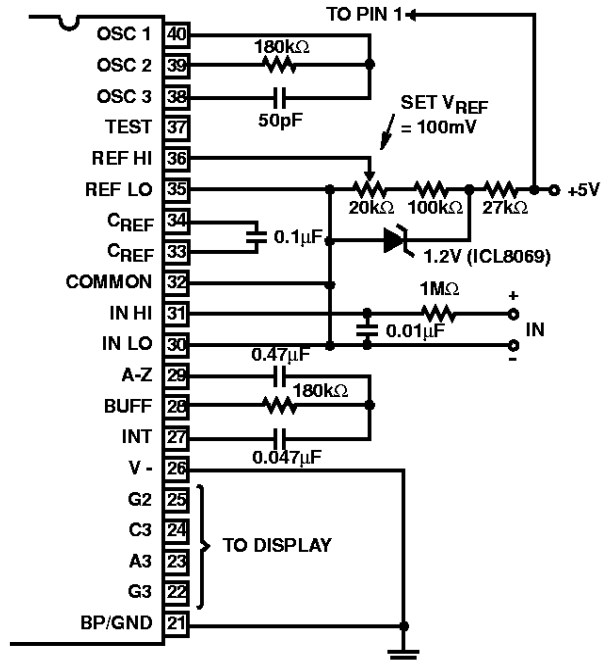 TO PIN 1
OSC 1 40
180kΩ
OSC 2 39
OSC 3 38
50pF
SET VREF
= 100mV
TEST 37
REF HI 36
REF LO 35
20kΩ 100kΩ 27kΩ
+5V
CREF 34
0.1µF
CREF 33
1.2V (ICL8069)
COMMON 32
1MΩ
IN HI 31
+
0.01µF
IN
IN LO 30
-
0.47µF
A-Z 29
180kΩ
BUFF 28
INT 27
0.047µF
V - 26
G2 25
C3 24
TO DISPLAY
A3 23
G3 22
BP/GND 21